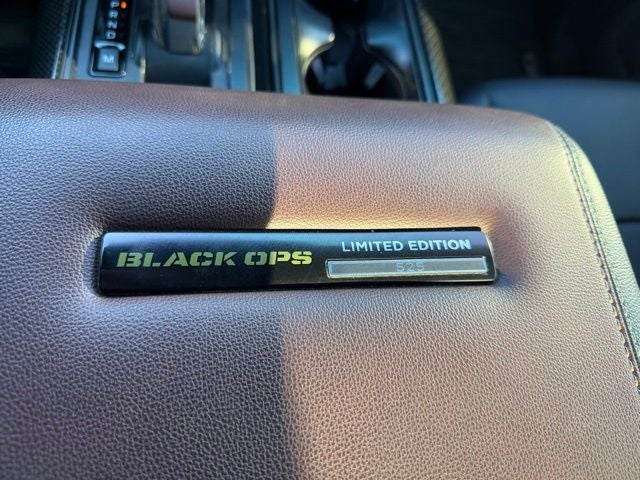 M
BLACK OPS
LIMITED EDITION
525